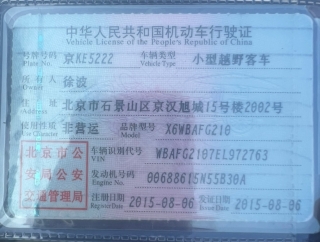 中华人民共和国机动车行驶证
Vehicle License of the People's Republic of China
号牌号码 京KE5222 车辆类型 小型越野客车
Plate No. Vehicle Type
所有人 徐波
住址 北京市石景山区京汉旭城15号楼2002号
使用性质 非营运 品牌型号 X6WBAFG210
Use Character Model
北京市公
安局公安
交通管理局
车辆识别代号 WBAFG2107EL972763
VIN
发动机号码 00688616N55B30A
Engine No.
注册日期 2015-08-06 发证日期 2015-08-06
Register Date Issue Date